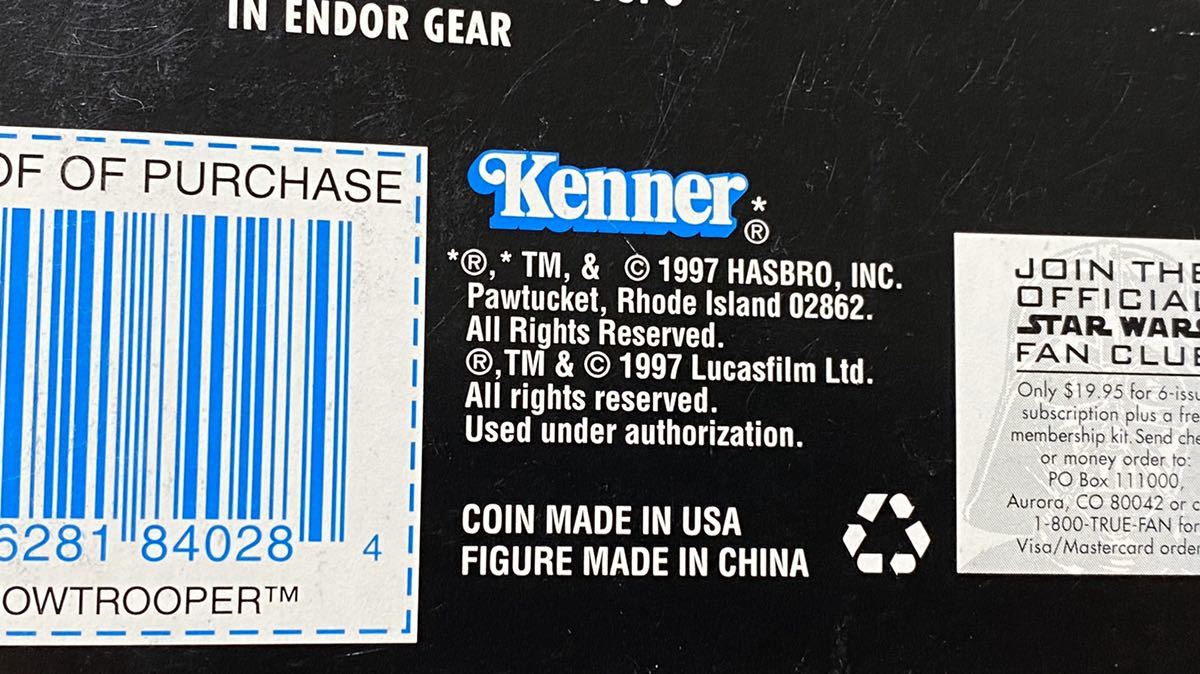 IN ENDOR GEAR
OF OF PURCHASE
6281 84028 4
OWTROOPER™
Kenner*®
*®,* TM, & © 1997 HASBRO, INC.
Pawtucket, Rhode Island 02862.
All Rights Reserved.
®,TM & © 1997 Lucasfilm Ltd.
All rights reserved.
Used under authorization.
COIN MADE IN USA
FIGURE MADE IN CHINA
JOIN THE
OFFICIA
STAR WARS
FAN CLUB
Only $19.95 for 6-issu
subscription plus a fre
membership kit. Send che
or money order to:
PO Box 111000,
Aurora, CO 80042 or c
1-800-TRUE-FAN for
Visa/Mastercard order